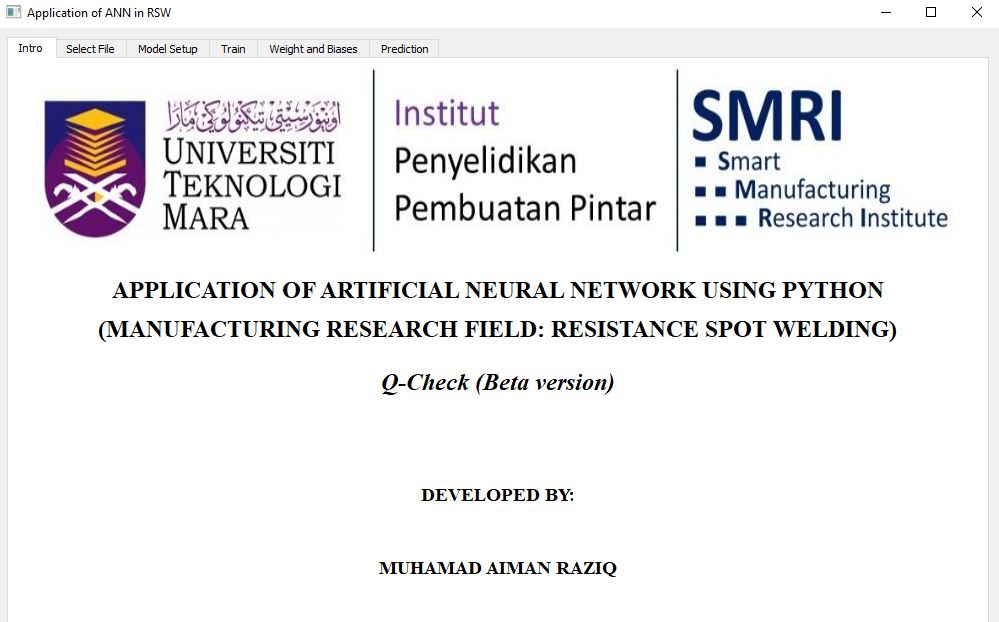 Application of ANN in RSW
Intro Select File Model Setup Train Weight and Biases Prediction
اونيۏرسيتي تيكنولوݢي مارا
UNIVERSITI
TEKNOLOGI
MARA
Institut
Penyelidikan
Pembuatan Pintar
SMRI
Smart
Manufacturing
Research Institute
APPLICATION OF ARTIFICIAL NEURAL NETWORK USING PYTHON
(MANUFACTURING RESEARCH FIELD: RESISTANCE SPOT WELDING)
Q-Check (Beta version)
DEVELOPED BY:
MUHAMAD AIMAN RAZIQ